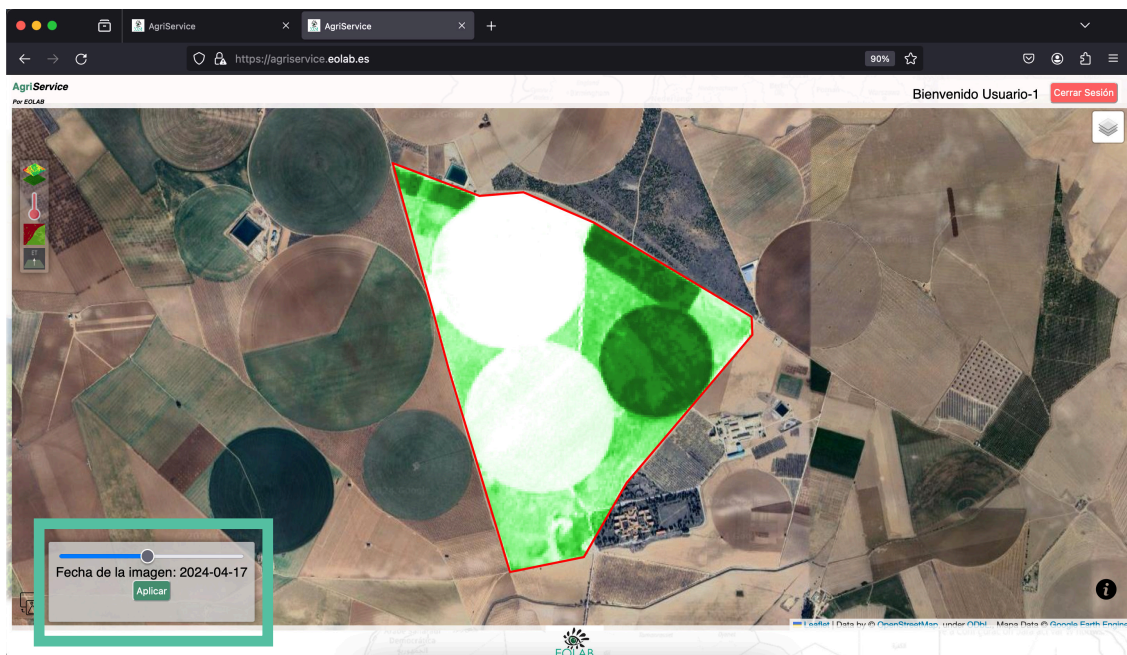 AgriService
AgriService
https://agriservice.eolab.es
90%
AgriService
Por EOLAB
Bienvenido Usuario-1
Cerrar Sesión
ET
Fecha de la imagen: 2024-04-17
Aplicar
i
Leaflet | Data by © OpenStreetMap, under ODbL. Mapa Data © Google Earth Engine
EOLAB